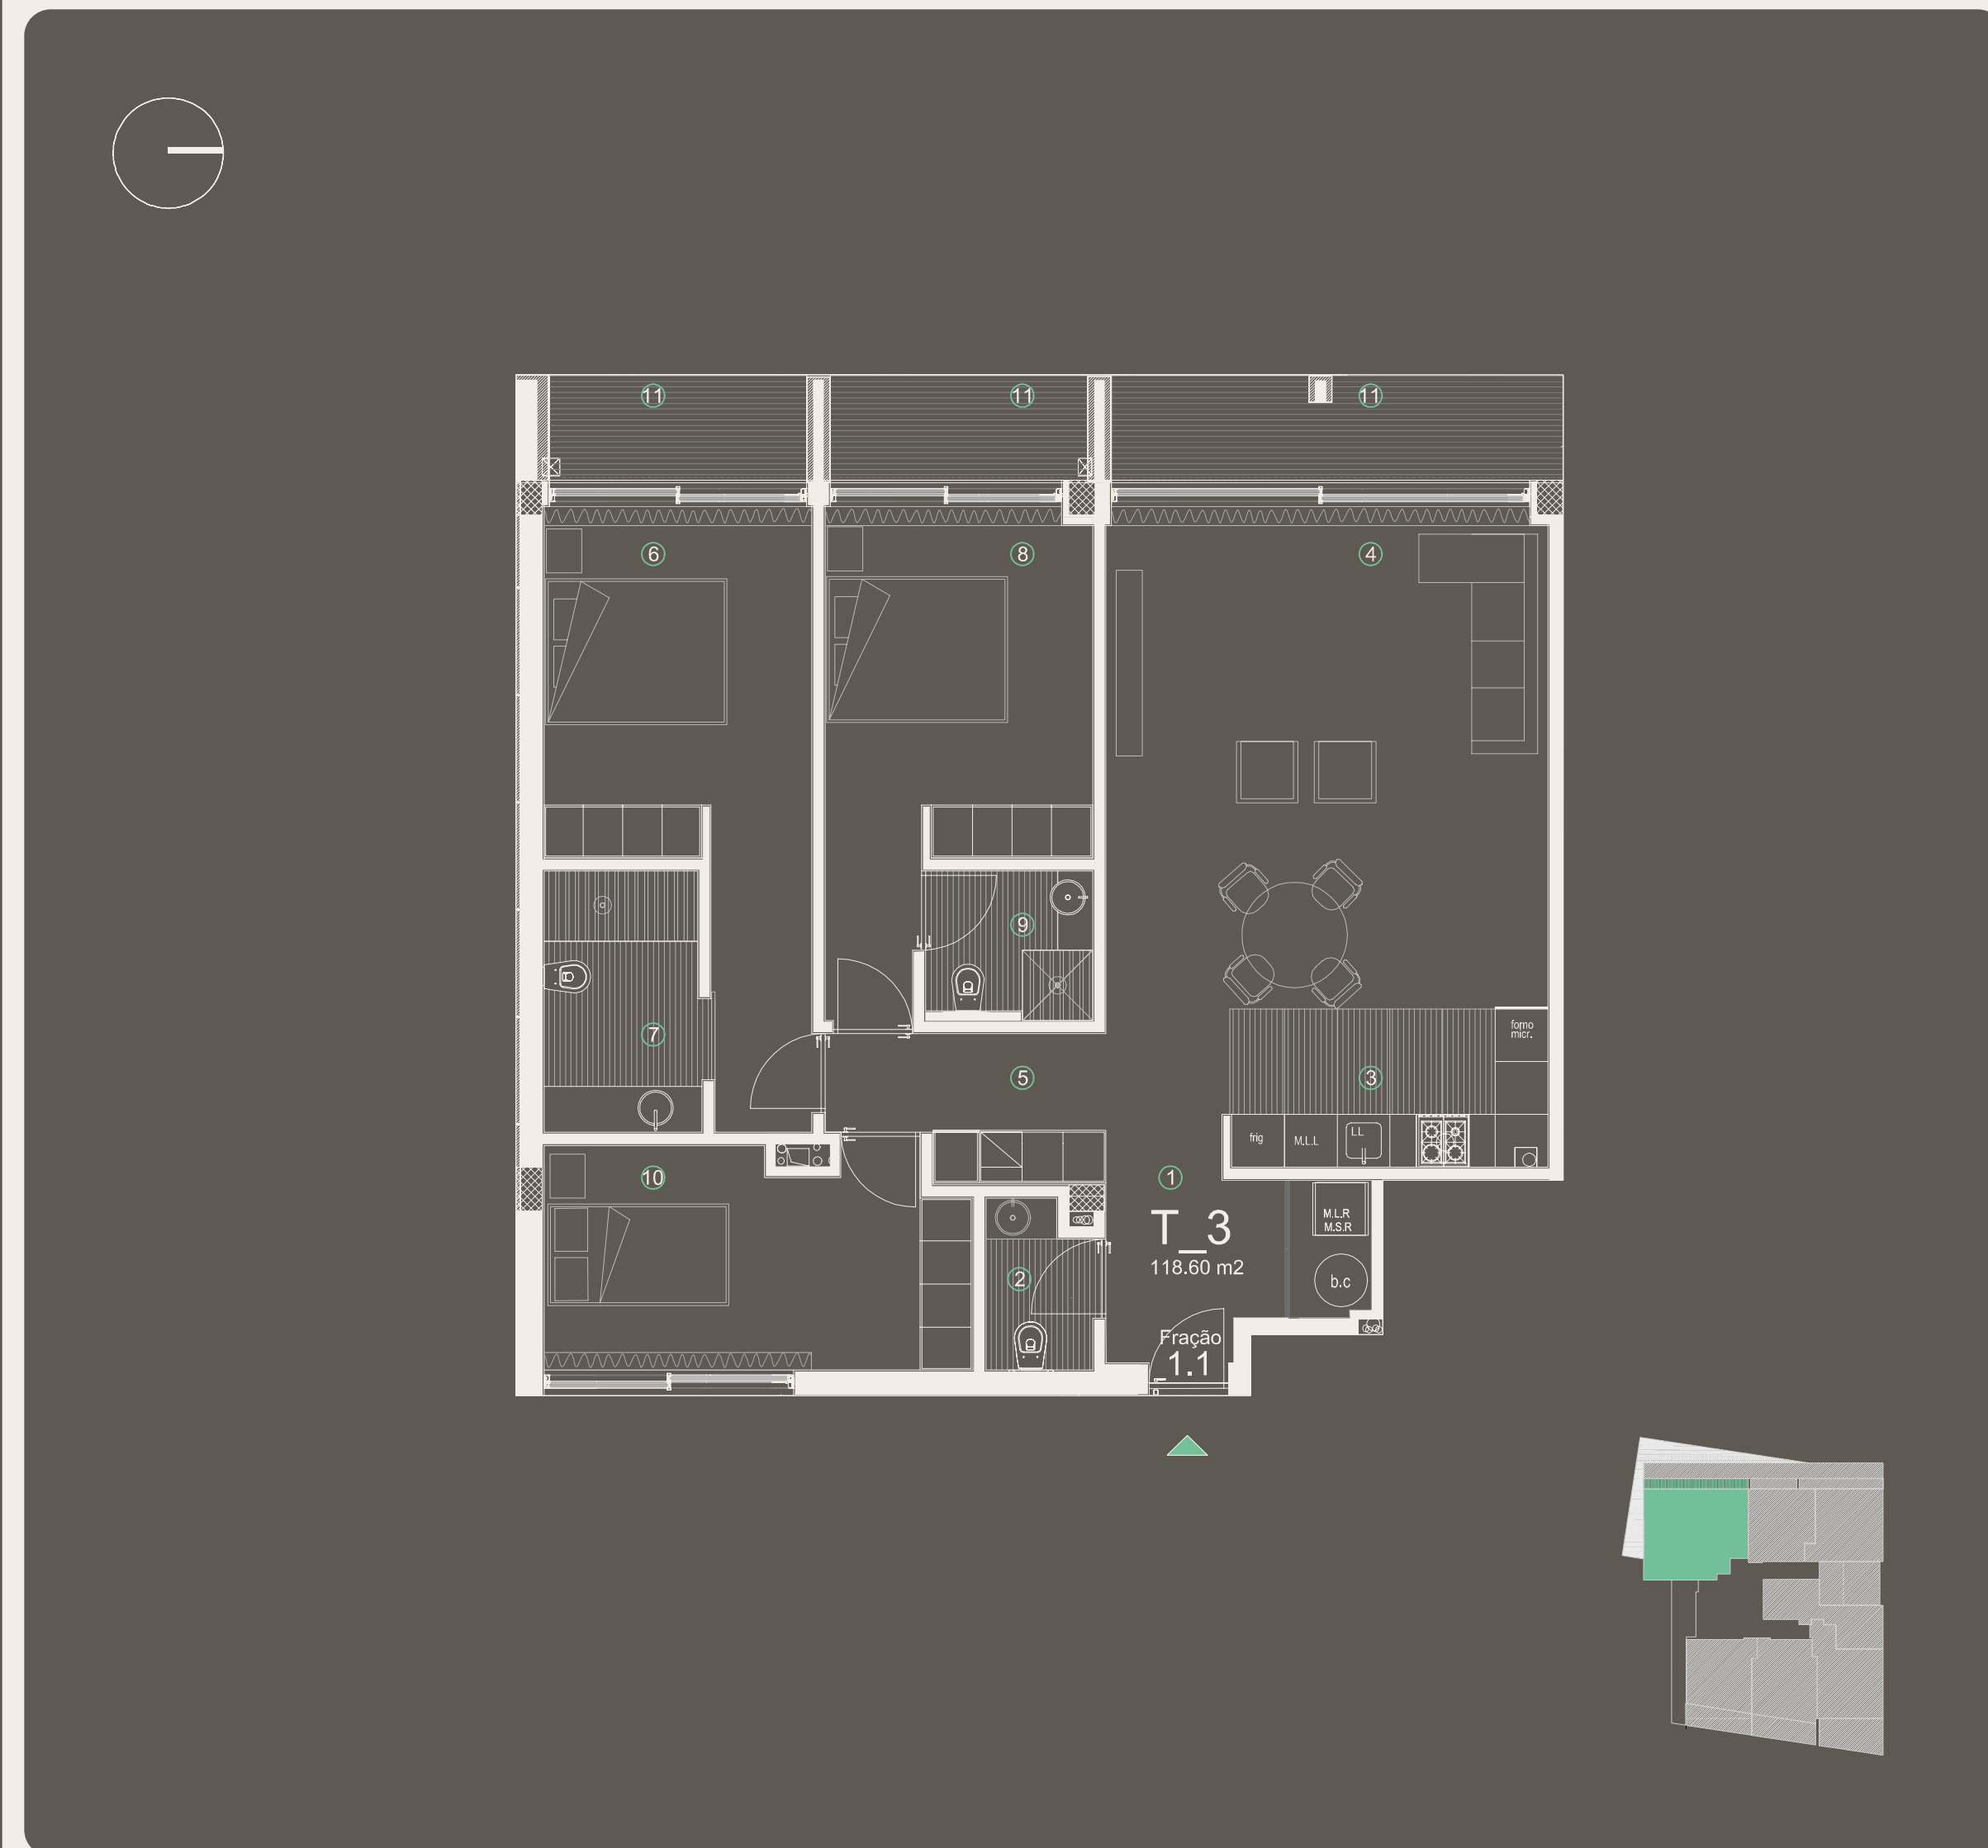 11 11 11
6 8 4
9
forno
micr.
7 5 3
frig M.L.L LL
10 1
M.L.R
M.S.R
T_3
118.60 m2
2 b.c
Fração
1.1